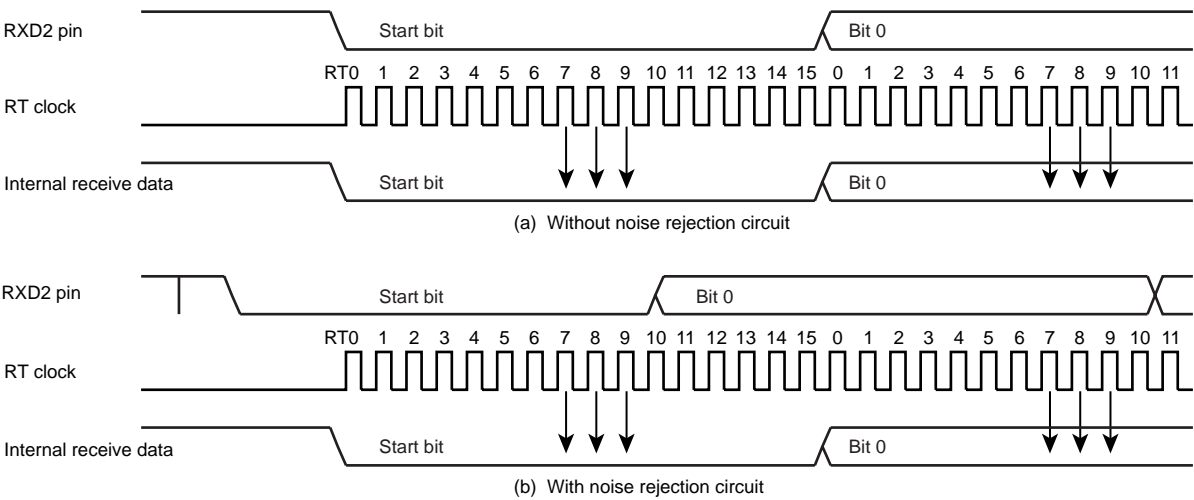 RXD2 pin Start bit Bit 0
RT0 1 2 3 4 5 6 7 8 9 10 11 12 13 14 15 0 1 2 3 4 5 6 7 8 9 10 11
RT clock
Internal receive data Start bit Bit 0
(a) Without noise rejection circuit
RXD2 pin Start bit Bit 0
RT0 1 2 3 4 5 6 7 8 9 10 11 12 13 14 15 0 1 2 3 4 5 6 7 8 9 10 11
RT clock
Internal receive data Start bit Bit 0
(b) With noise rejection circuit